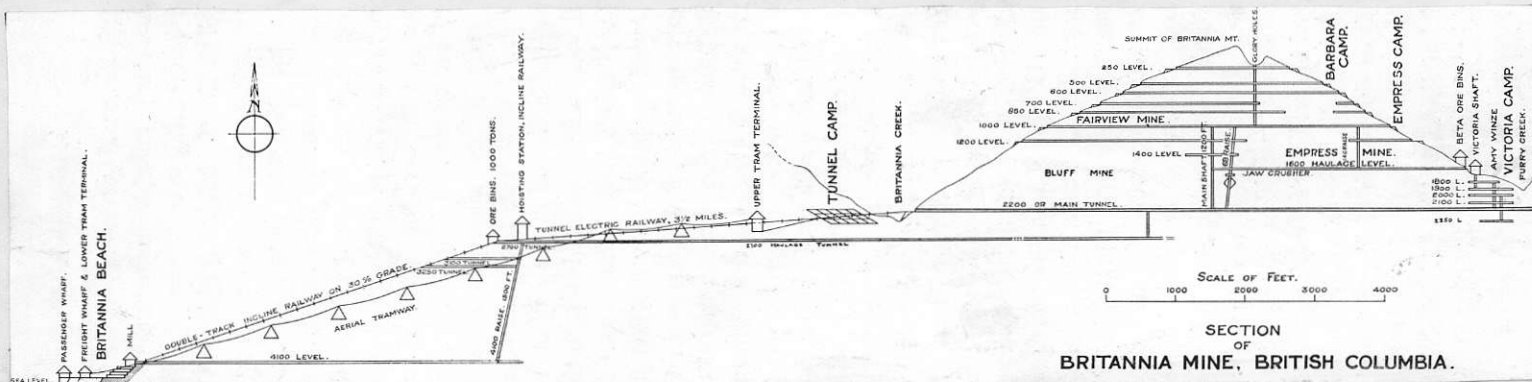 SEA LEVEL
PASSENGER WHARF.
FREIGHT WHARF & LOWER TRAM TERMINAL.
BRITANNIA BEACH.
MILL
DOUBLE-TRACK INCLINE RAILWAY ON 30% GRADE.
AERIAL TRAMWAY.
4100 LEVEL.
4100 RAISE. 1800 FT.
3250 TUNNEL
2700 TUNNEL
ORE BINS. 1000 TONS.
HOISTING STATION, INCLINE RAILWAY.
TUNNEL ELECTRIC RAILWAY, 3½ MILES.
HAULAGE TUNNEL
UPPER TRAM TERMINAL.
TUNNEL CAMP.
BRITANNIA CREEK.
SUMMIT OF BRITANNIA MT.
GLORY HOLES.
250 LEVEL.
500 LEVEL.
600 LEVEL.
700 LEVEL.
850 LEVEL.
FAIRVIEW MINE.
1000 LEVEL.
1200 LEVEL.
1400 LEVEL
BLUFF MINE
MAIN SHAFT 1200 FT.
RAISE.
JAW CRUSHER
EMPRESS MINE.
1600 HAULAGE LEVEL.
2200 OR MAIN TUNNEL.
BARBARA CAMP.
EMPRESS CAMP.
BETA ORE BINS.
VICTORIA SHAFT.
AMY WINZE
VICTORIA CAMP.
FURRY CREEK.
1800 L.
1900 L.
2000 L.
2100 L.
SCALE OF FEET.
0 1000 2000 3000 4000
SECTION
OF
BRITANNIA MINE, BRITISH COLUMBIA.